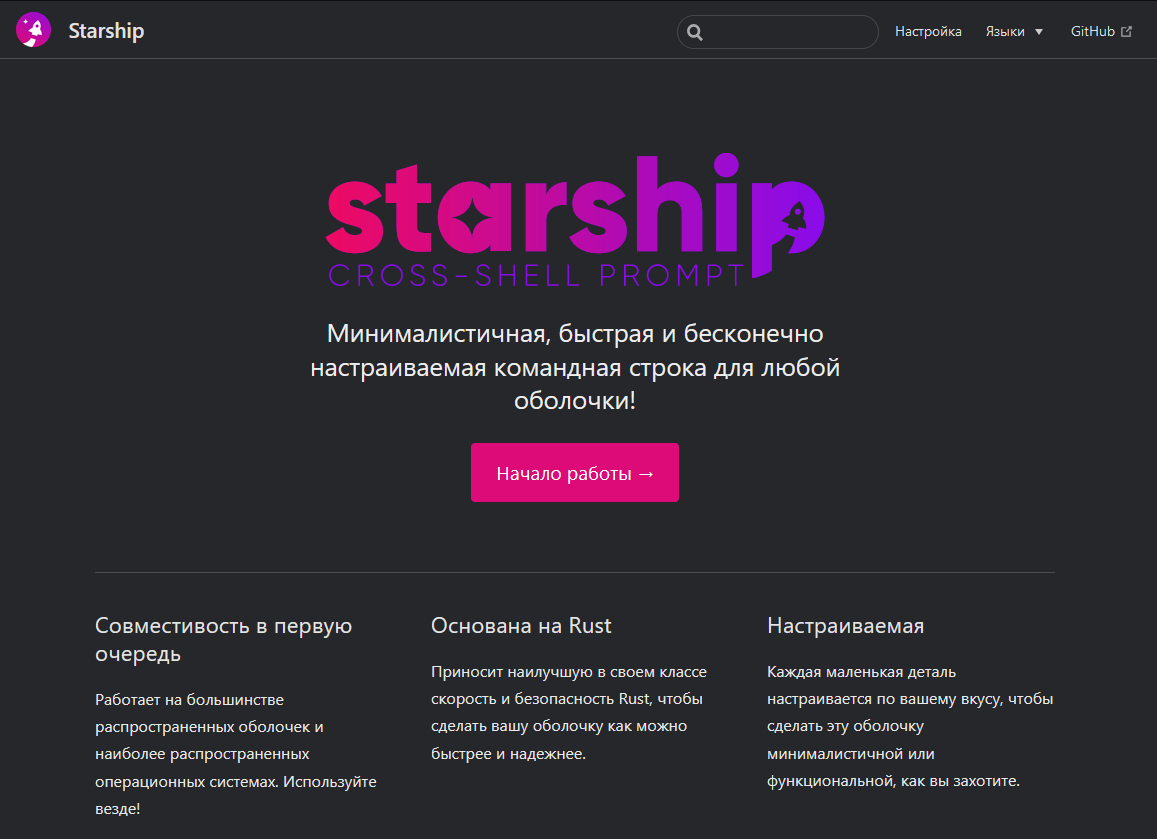 Starship
Настройка
Языки
GitHub
starship
CROSS-SHELL PROMPT
Минималистичная, быстрая и бесконечно
настраиваемая командная строка для любой
оболочки!
Начало работы →
Совместивость в первую
очередь
Работает на большинстве
распространенных оболочек и
наиболее распространенных
операционных системах. Используйте
везде!
Основана на Rust
Приносит наилучшую в своем классе
скорость и безопасность Rust, чтобы
сделать вашу оболочку как можно
быстрее и надежнее.
Настраиваемая
Каждая маленькая деталь
настраивается по вашему вкусу, чтобы
сделать эту оболочку
минималистичной или
функциональной, как вы захотите.